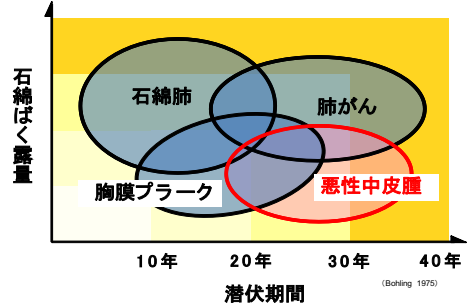 石綿ばく露量
石綿肺
肺がん
胸膜プラーク
悪性中皮腫
10年
20年
30年
40年
潜伏期間
(Bohling 1975)